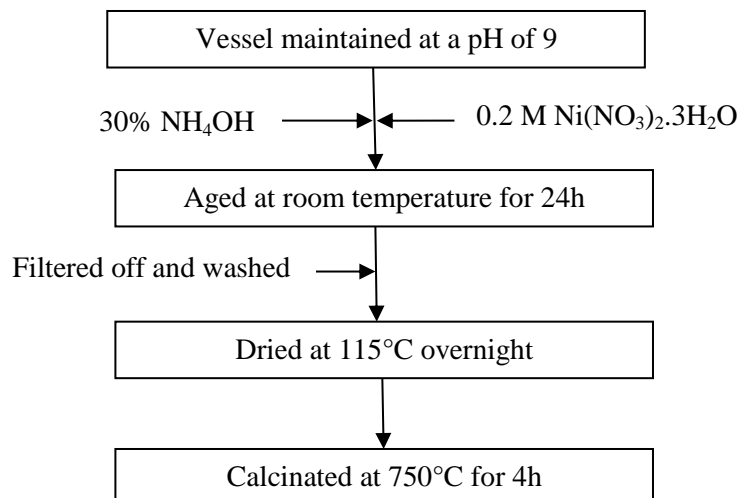 Vessel maintained at a pH of 9
30% NH₄OH
0.2 M Ni(NO₃)₂.3H₂O
Aged at room temperature for 24h
Filtered off and washed
Dried at 115°C overnight
Calcinated at 750°C for 4h